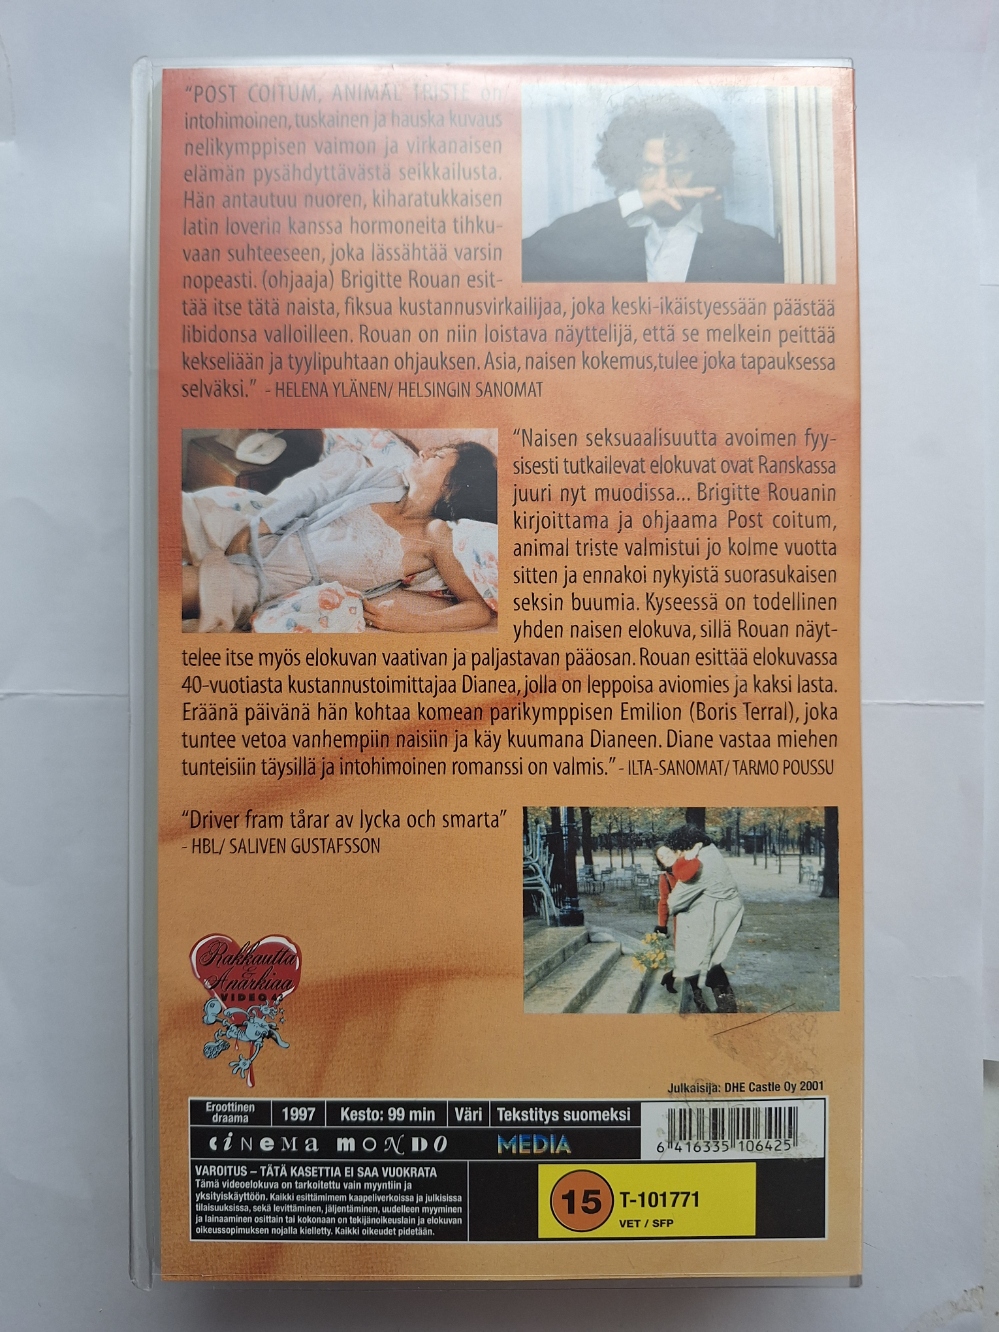 "POST COITUM, ANIMAL TRISTE on
intohimoinen, tuskainen ja hauska kuvaus
nelikymppisen vaimon ja virkanaisen
elämän pysähdyttävästä seikkailusta.
Hän antautuu nuoren, kiharatukkaisen
latin loverin kanssa hormoneita tihku-
vaan suhteeseen, joka lässähtää varsin
nopeasti. (ohjaaja) Brigitte Rouan esit-
tää itse tätä naista, fiksua kustannusvirkailijaa, joka keski-ikäistyessään päästää
libidonsa valloilleen. Rouan on niin loistava näyttelijä, että se melkein peittää
kekseliään ja tyylipuhtaan ohjauksen. Asia, naisen kokemus,tulee joka tapauksessa
selväksi." - HELENA YLÄNEN/ HELSINGIN SANOMAT
"Naisen seksuaalisuutta avoimen fyy-
sisesti tutkailevat elokuvat ovat Ranskassa
juuri nyt muodissa... Brigitte Rouanin
kirjoittama ja ohjaama Post coitum,
animal triste valmistui jo kolme vuotta
sitten ja ennakoi nykyistä suorasukaisen
seksin buumia. Kyseessä on todellinen
yhden naisen elokuva, sillä Rouan näyt-
telee itse myös elokuvan vaativan ja paljastavan pääosan. Rouan esittää elokuvassa
40-vuotiasta kustannustoimittajaa Dianea, jolla on leppoisa aviomies ja kaksi lasta.
Eräänä päivänä hän kohtaa komean parikymppisen Emilion (Boris Terral), joka
tuntee vetoa vanhempiin naisiin ja käy kuumana Dianeen. Diane vastaa miehen
tunteisiin täysillä ja intohimoinen romanssi on valmis." - ILTA-SANOMAT/ TARMO POUSSU
"Driver fram tårar av lycka och smarta"
- HBL/ SALIVEN GUSTAFSSON
Rakkautta
&
Anarkiaa
VIDEO
Julkaisija: DHE Castle Oy 2001
Eroottinen
draama
1997
Kesto: 99 min
Väri
Tekstitys suomeksi
CINEMA MONDO
MEDIA
6 416335 106425
VAROITUS – TÄTÄ KASETTIA EI SAA VUOKRATA
Tämä videoelokuva on tarkoitettu vain myyntiin ja
yksityiskäyttöön. Kaikki esittämimem kaapeliverkoissa ja julkisissa
tilaisuuksissa, sekä levittäminen, jäljentäminen, uudelleen myyminen
ja lainaaminen osittain tai kokonaan on tekijänoikeuslain ja elokuvan
oikeussopimuksen nojalla kielletty. Kaikki oikeudet pidetään.
15
T-101771
VET / SFP